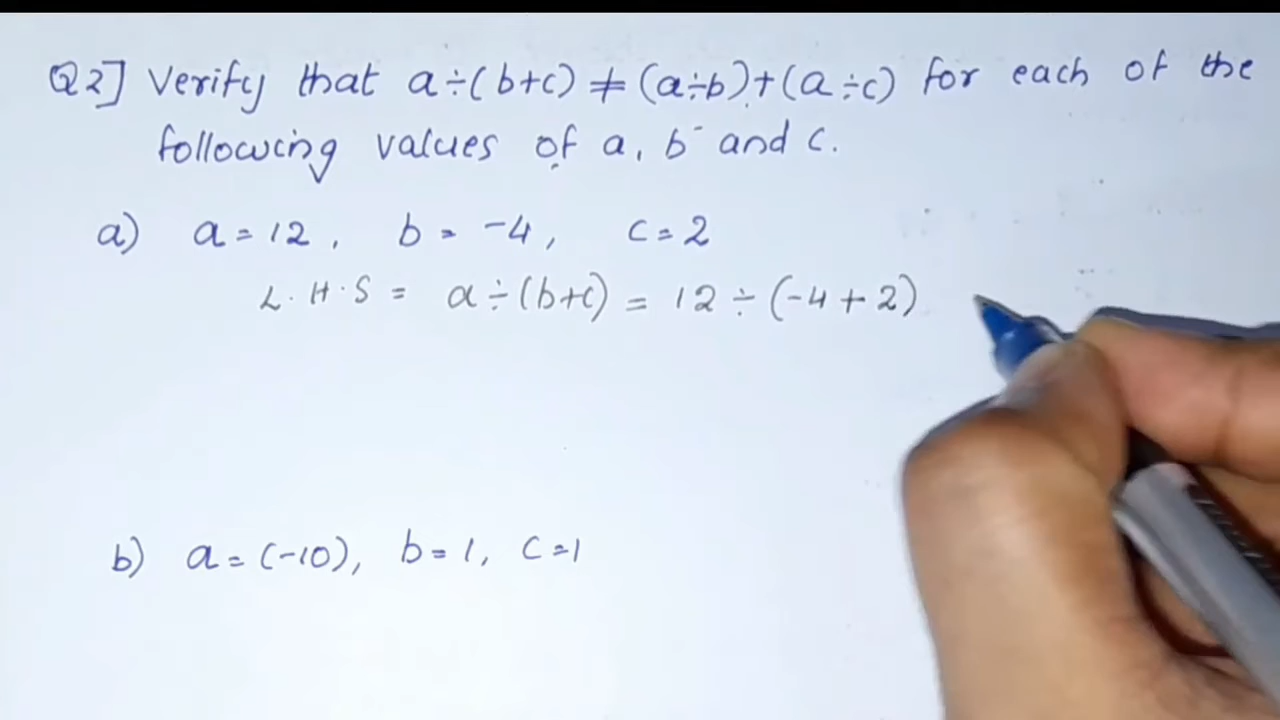 Q2] Verify that a÷(b+c) ≠ (a÷b)+(a÷c) for each of the
following values of a, b and c.
a) a = 12, b = -4, c = 2
L.H.S = a÷(b+c) = 12÷(-4+2)
b) a = (-10), b = 1, c = 1